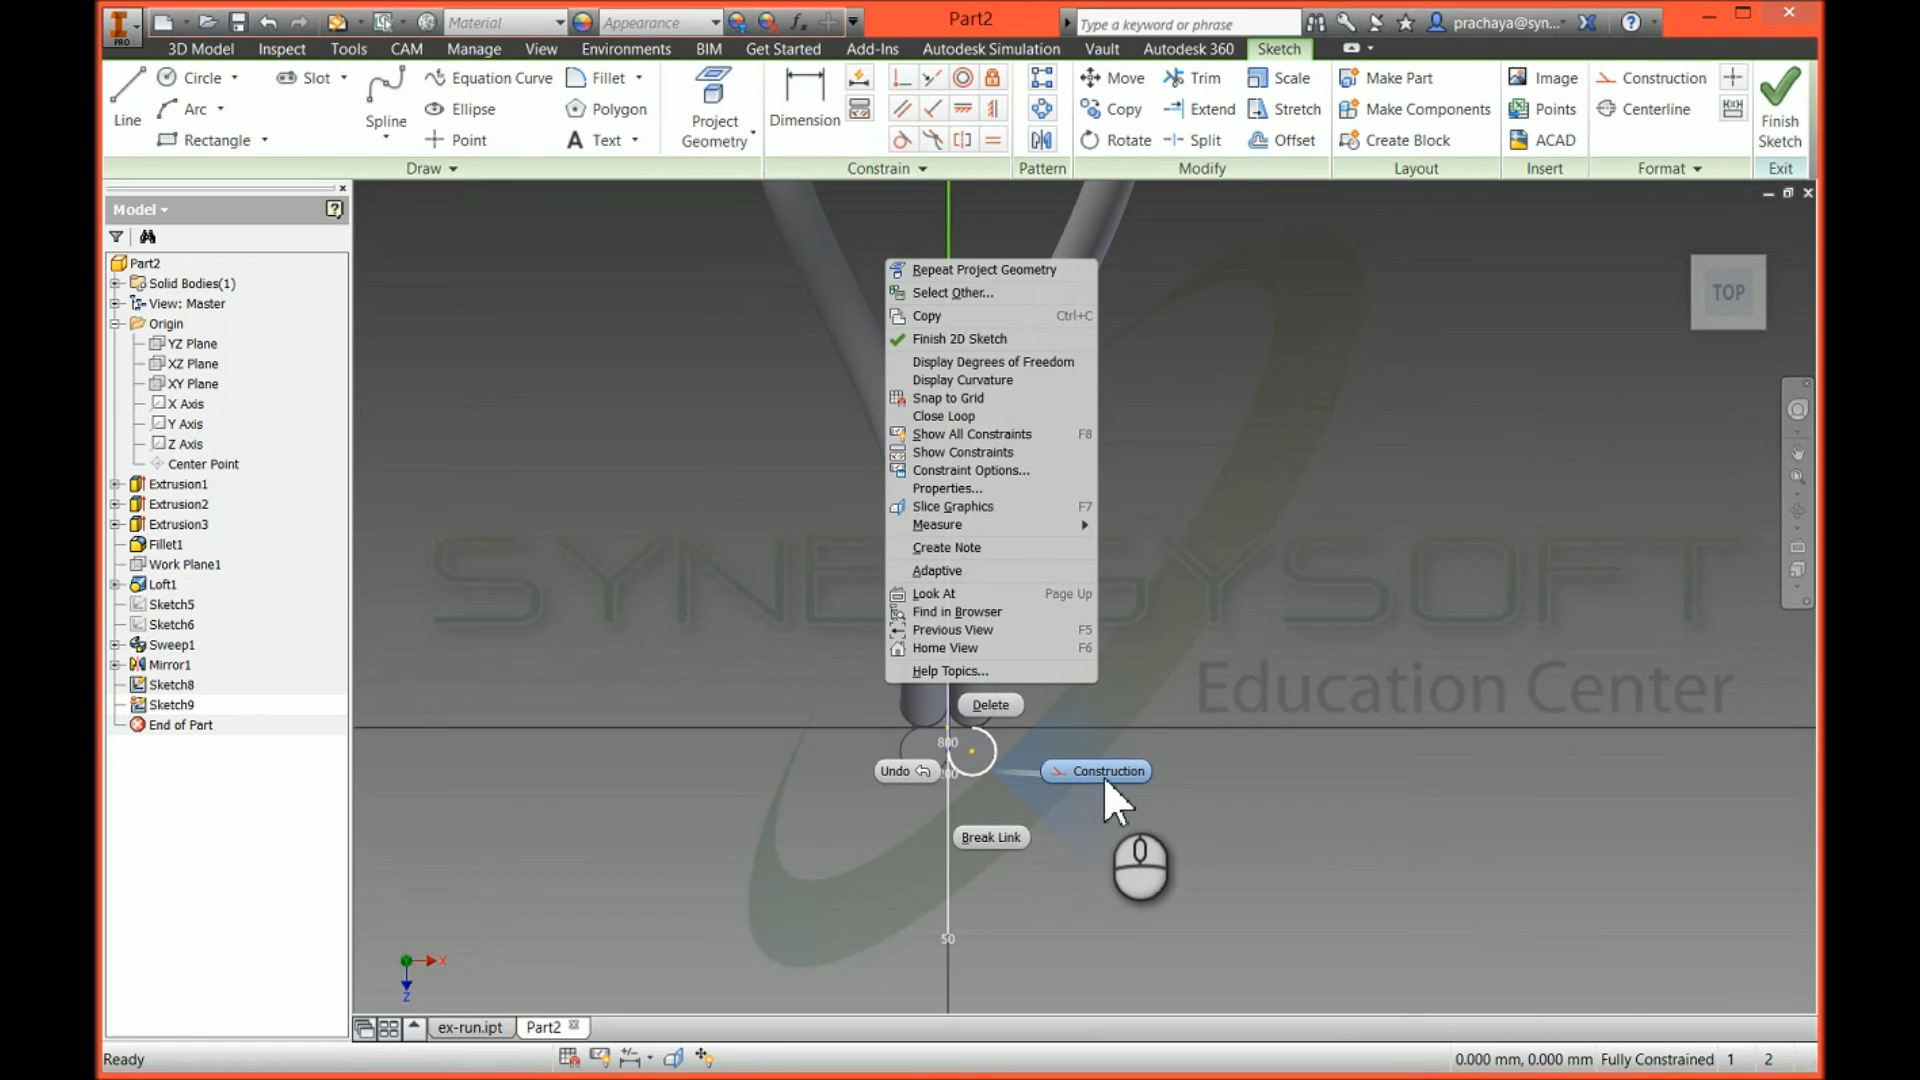 PRO
Material
Appearance
Part2
Type a keyword or phrase
prachaya@syn...
3D Model Inspect Tools CAM Manage View Environments BIM Get Started Add-Ins Autodesk Simulation Vault Autodesk 360 Sketch
Line
Circle
Arc
Rectangle
Slot
Spline
Equation Curve
Ellipse
Point
Fillet
Polygon
Text
Project Geometry
Dimension
Move
Copy
Rotate
Trim
Extend
Split
Scale
Stretch
Offset
Make Part
Make Components
Create Block
Image
Points
ACAD
Construction
Centerline
Finish Sketch
Draw
Constrain
Pattern
Modify
Layout
Insert
Format
Exit
Model
Part2
Solid Bodies(1)
View: Master
Origin
YZ Plane
XZ Plane
XY Plane
X Axis
Y Axis
Z Axis
Center Point
Extrusion1
Extrusion2
Extrusion3
Fillet1
Work Plane1
Loft1
Sketch5
Sketch6
Sweep1
Mirror1
Sketch8
Sketch9
End of Part
TOP
Repeat Project Geometry
Select Other...
Copy Ctrl+C
Finish 2D Sketch
Display Degrees of Freedom
Display Curvature
Snap to Grid
Close Loop
Show All Constraints F8
Show Constraints
Constraint Options...
Properties...
Slice Graphics F7
Measure
Create Note
Adaptive
Look At Page Up
Find in Browser
Previous View F5
Home View F6
Help Topics...
SYNERGYSOFT
Education Center
Delete
800
Undo
Construction
Break Link
50
X
Z
ex-run.ipt
Part2
Ready
0.000 mm, 0.000 mm Fully Constrained 1 2